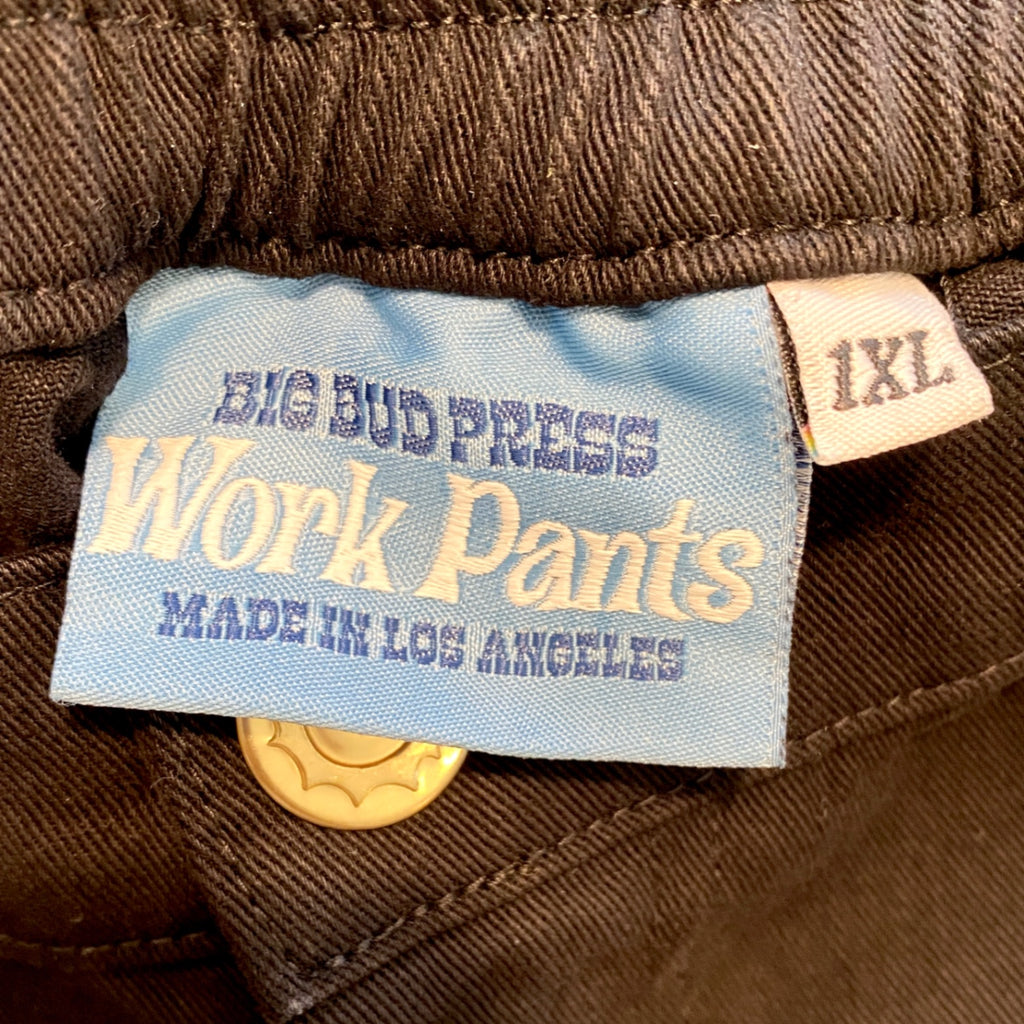 BIG BUD PRESS
Work Pants
MADE IN LOS ANGELES
1XL